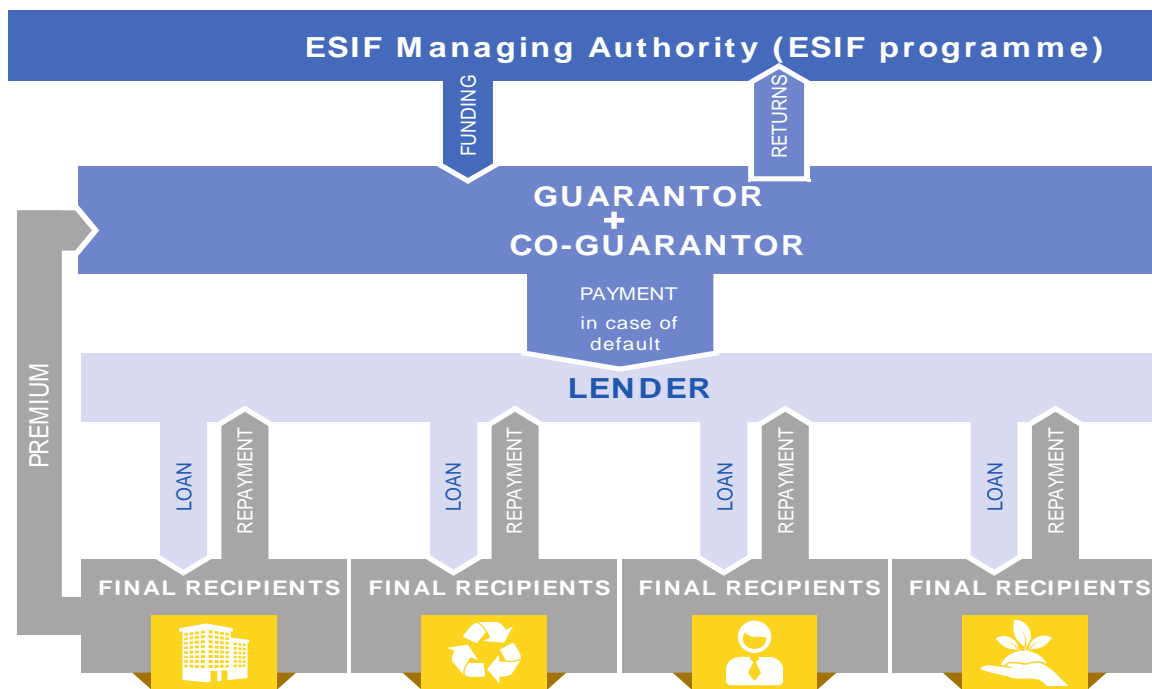 ESIF Managing Authority (ESIF programme)
FUNDING
RETURNS
GUARANTOR
+
CO-GUARANTOR
PAYMENT
in case of
default
PREMIUM
LENDER
LOAN
REPAYMENT
LOAN
REPAYMENT
LOAN
REPAYMENT
LOAN
REPAYMENT
FINAL RECIPIENTS
FINAL RECIPIENTS
FINAL RECIPIENTS
FINAL RECIPIENTS